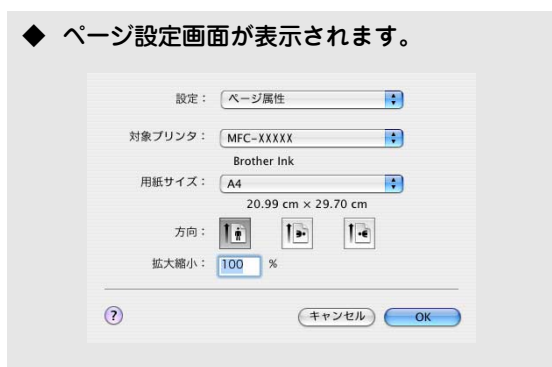 ◆ ページ設定画面が表示されます。
設定： ページ属性
対象プリンタ： MFC-XXXXX
Brother Ink
用紙サイズ： A4
20.99 cm × 29.70 cm
方向：
拡大縮小： 100 %
? キャンセル OK